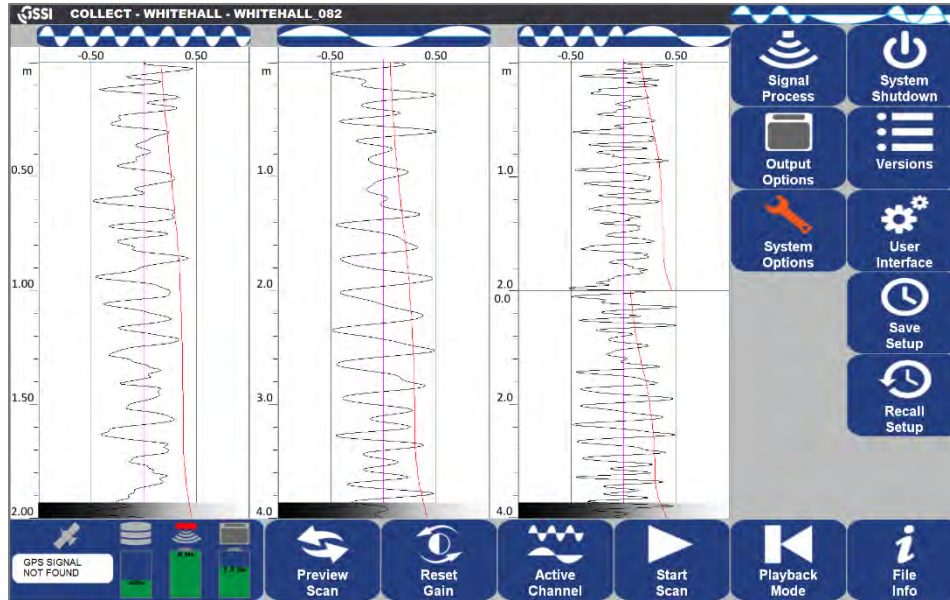 GSSI COLLECT - WHITEHALL - WHITEHALL_082
-0.50 0.50
m
0.50
1.00
1.50
2.00
-0.50 0.50
m
1.0
2.0
3.0
4.0
-0.50 0.50
m
1.0
2.0
0.0
2.0
4.0
Signal
Process
System
Shutdown
Output
Options
Versions
System
Options
User
Interface
Save
Setup
Recall
Setup
GPS SIGNAL
NOT FOUND
Preview
Scan
Reset
Gain
Active
Channel
Start
Scan
Playback
Mode
File
Info